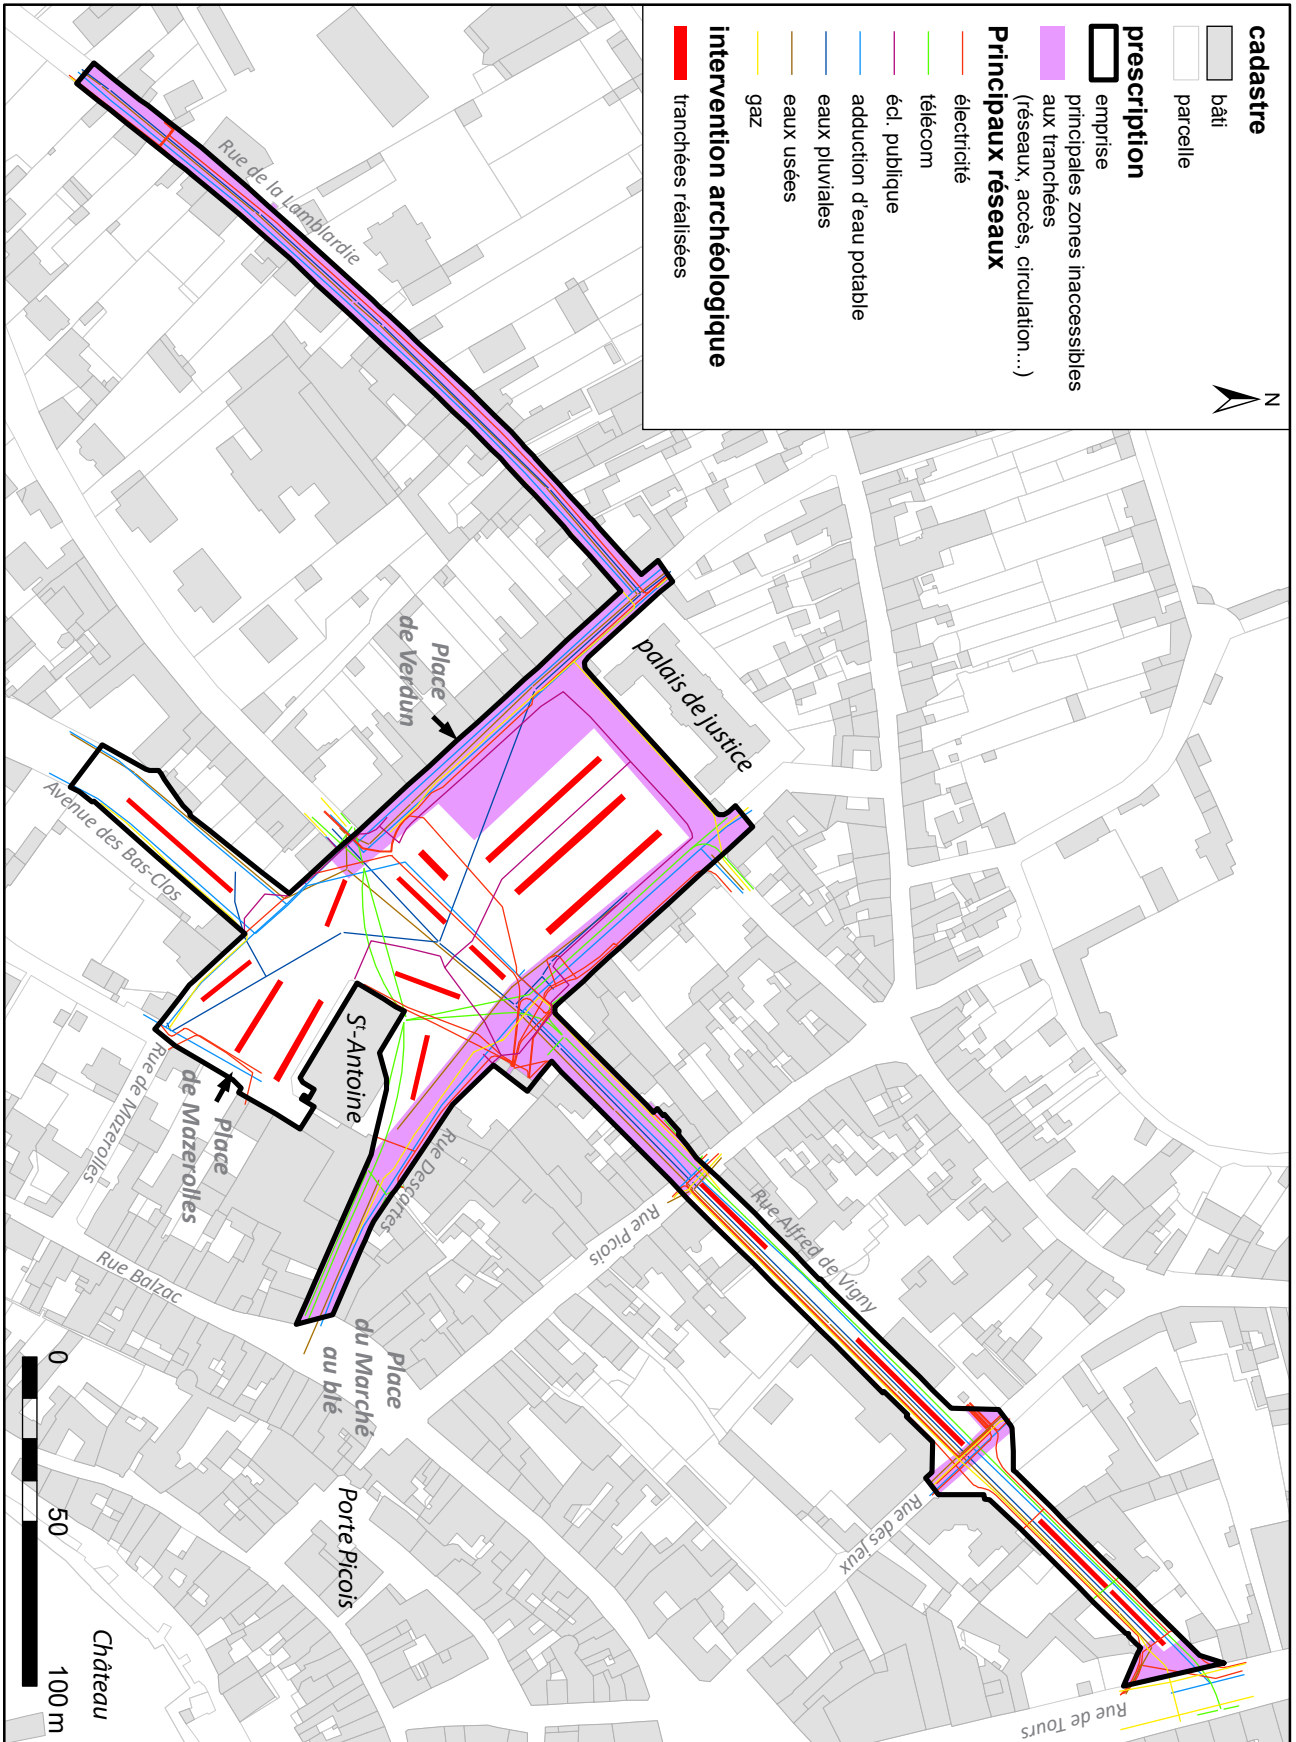 cadastre
bâti
parcelle
prescription
emprise
principales zones inaccessibles
aux tranchées
(réseaux, accès, circulation...)
Principaux réseaux
électricité
télécom
écl. publique
adduction d'eau potable
eaux pluviales
eaux usées
gaz
intervention archéologique
tranchées réalisées
N
Rue de la Lamblardie
palais de justice
Place
de Verdun
Avenue des Bas-Clos
St-Antoine
Place
de Mazerolles
Rue de Mazerolles
Rue Descartes
Rue Balzac
Rue Picois
Rue Alfred de Vigny
Place
du Marché
au blé
Porte Picois
Rue des Jeux
Rue de Tours
Château
0
50
100 m